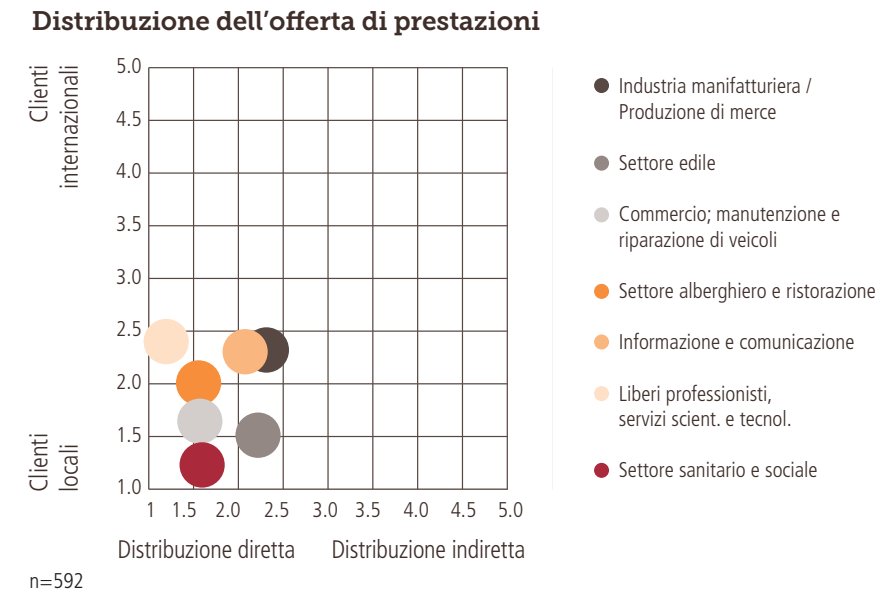 Distribuzione dell'offerta di prestazioni
Clienti
internazionali
Clienti
locali
5.0
4.5
4.0
3.5
3.0
2.5
2.0
1.5
1.0
1 1.5 2.0 2.5 3.0 3.5 4.0 4.5 5.0
Distribuzione diretta Distribuzione indiretta
n=592
Industria manifatturiera /
Produzione di merce
Settore edile
Commercio; manutenzione e
riparazione di veicoli
Settore alberghiero e ristorazione
Informazione e comunicazione
Liberi professionisti,
servizi scient. e tecnol.
Settore sanitario e sociale